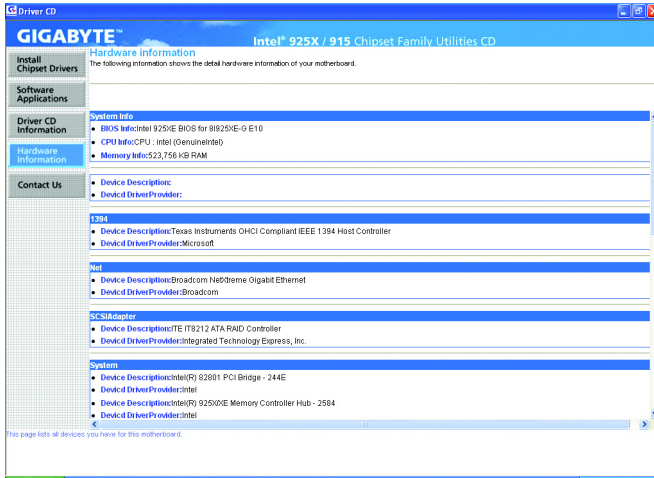 Driver CD
GIGABYTE™
Intel® 925X / 915 Chipset Family Utilities CD
Install
Chipset Drivers
Software
Applications
Driver CD
Information
Hardware
Information
Contact Us
Hardware information
The following information shows the detail hardware information of your motherboard.
System Info
BIOS Info:Intel 925XE BIOS for 8I925XE-G E10
CPU Info:CPU : intel (GenuineIntel)
Memory Info:523,756 KB RAM
Device Description:
Devicd DriverProvider:
1394
Device Description:Texas Instruments OHCI Compliant IEEE 1394 Host Controller
Devicd DriverProvider:Microsoft
Net
Device Description:Broadcom NetXtreme Gigabit Ethernet
Devicd DriverProvider:Broadcom
SCSIAdapter
Device Description:ITE IT8212 ATA RAID Controller
Devicd DriverProvider:Integrated Technology Express, Inc.
System
Device Description:Intel(R) 82801 PCI Bridge - 244E
Devicd DriverProvider:Intel
Device Description:Intel(R) 925X/XE Memory Controller Hub - 2584
Devicd DriverProvider:Intel
This page lists all devices you have for this motherboard.